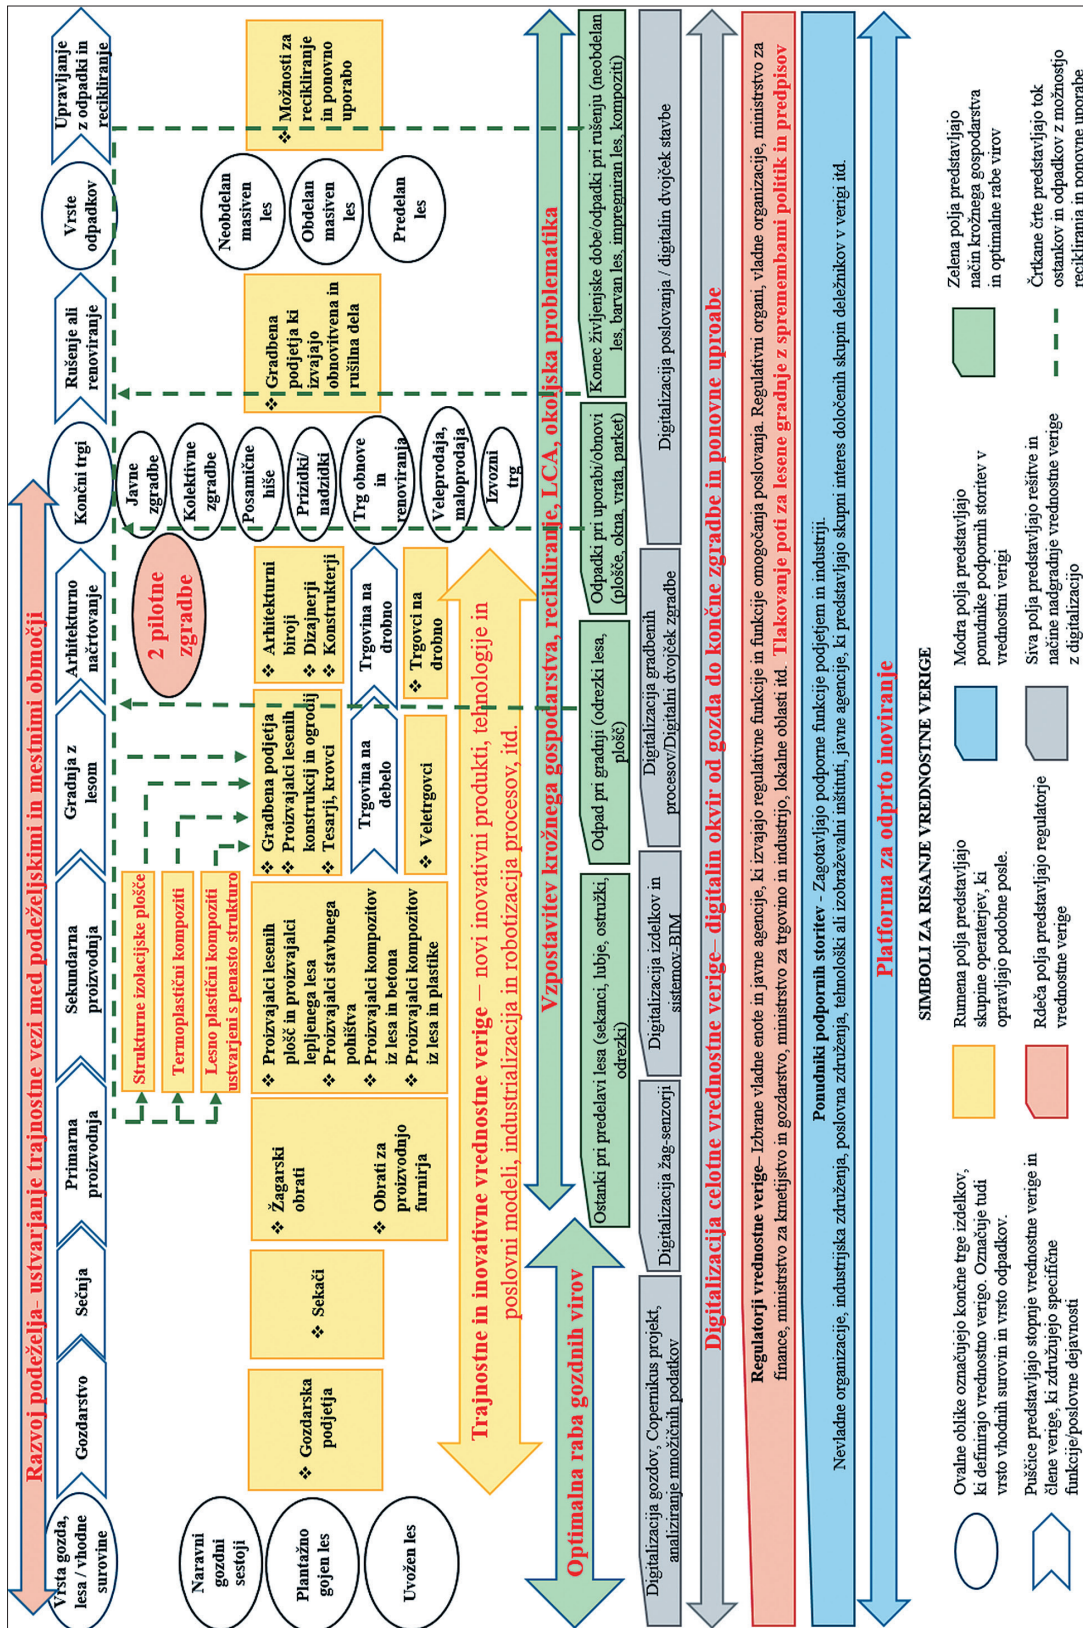 Razvoj podeželja- ustvarjanje trajnostne vezi med podeželjskimi in mestnimi območji
Vrsta gozda,
lesa / vhodne
surovine
Gozdarstvo
Sečnja
Primarna
proizvodnja
Sekundarna
proizvodnja
Gradnja z
lesom
Arhitekturno
načrtovanje
Končni trgi
Rušenje ali
renoviranje
Vrste
odpadkov
Upravljanje
z odpadki in
recikliranje
Naravni
gozdni
sestoji
Plantažno
gojen les
Uvožen les
❖ Gozdarska
podjetja
❖ Sekači
❖ Žagarski
obrati
❖ Obrati za
proizvodnjo
furnirja
Strukturne izolacijske plošče
Termoplastični kompoziti
Lesno plastični kompoziti
ustvarjeni s penasto strukturo
❖ Proizvajalci lesenih
plošč in proizvajalci
lepljenega lesa
❖ Proizvajalci stavbnega
pohištva
❖ Proizvajalci kompozitov
iz lesa in betona
❖ Proizvajalci kompozitov
iz lesa in plastike
❖ Gradbena podjetja
❖ Proizvajalci lesenih
konstrukcij in ogrodij
❖ Tesarji, krovci
Trgovina na
debelo
❖ Veletrgovci
2 pilotne
zgradbe
❖ Arhitekturni
biroji
❖ Dizajnerji
❖ Konstrukterji
Trgovina na
drobno
❖ Trgovci na
drobno
Javne
zgradbe
Kolektivne
zgradbe
Posamične
hiše
Prizidki/
nadzidki
Trg obnove
in
renoviranja
Veleprodaja,
maloprodaja
Izvozni
trg
❖ Gradbena
podjetja ki
izvajajo
obnovitvena in
rušilna dela
Neobdelan
masiven
les
Obdelan
masiven les
Predelan
les
❖ Možnosti za
recikliranje
in ponovno
uporabo
Trajnostne in inovativne vrednostne verige – novi inovativni produkti, tehnologije in
poslovni modeli, industrializacija in robotizacija procesov, itd.
Optimalna raba gozdnih virov
Vzpostavitev krožnega gospodarstva, recikliranje, LCA, okoljska problematika
Ostanki pri predelavi lesa (sekanci, lubje, ostružki,
odrezki)
Odpad pri gradnji (odrezki lesa,
plošč)
Odpadki pri uporabi/obnovi
(plošče, okna, vrata, parket)
Konec življenjske dobe/odpadki pri rušenju (neobdelan
les, barvan les, impregniran les, kompoziti)
Digitalizacija gozdov, Copernikus projekt,
analiziranje množičnih podatkov
Digitalizacija žag-senzorji
Digitalizacija izdelkov in
sistemov-BIM
Digitalizacija gradbenih
procesov/Digitalni dvojček zgradbe
Digitalizacija poslovanja / digitalin dvojček stavbe
Digitalizacija celotne vrednostne verige– digitalin okvir od gozda do končne zgradbe in ponovne uproabe
Regulatorji vrednostne verige– Izbrane vladne enote in javne agencije, ki izvajajo regulativne funkcije in funkcije omogočanja poslovanja. Regulativni organi, vladne organizacije, ministrstvo za
finance, ministrstvo za kmetijstvo in gozdarstvo, ministrstvo za trgovino in industrijo, lokalne oblasti itd. Tlakovanje poti za lesene gradnje z spremembami politik in predpisov
Ponudniki podpornih storitev - Zagotavljajo podporne funkcije podjetjem in industriji.
Nevladne organizacije, industrijska združenja, poslovna združenja, tehnološki ali izobraževalni inštituti, javne agencije, ki predstavljajo skupni interes določenih skupin deležnikov v verigi itd.
Platforma za odprto inoviranje
SIMBOLI ZA RISANJE VREDNOSTNE VERIGE
Ovalne oblike označujejo končne trge izdelkov,
ki definirajo vrednostno verigo. Označuje tudi
vrsto vhodnih surovin in vrsto odpadkov.
Rumena polja predstavljajo
skupine operaterjev, ki
opravljajo podobne posle.
Modra polja predstavljajo
ponudnike podpornih storitev v
vrednostni verigi
Zelena polja predstavljajo
način krožnega gospodarstva
in optimalne rabe virov
Puščice predstavljajo stopnje vrednostne verige in
člene verige, ki združujejo specifične
funkcije/poslovne dejavnosti
Rdeča polja predstavljajo regulatorje
vrednostne verige
Siva polja predstavljajo rešitve in
načine nadgradnje vrednostne verige
z digitalizacijo
Črtkane črte predstavljajo tok
ostankov in odpadkov z možnostjo
recikliranja in ponovne uporabe